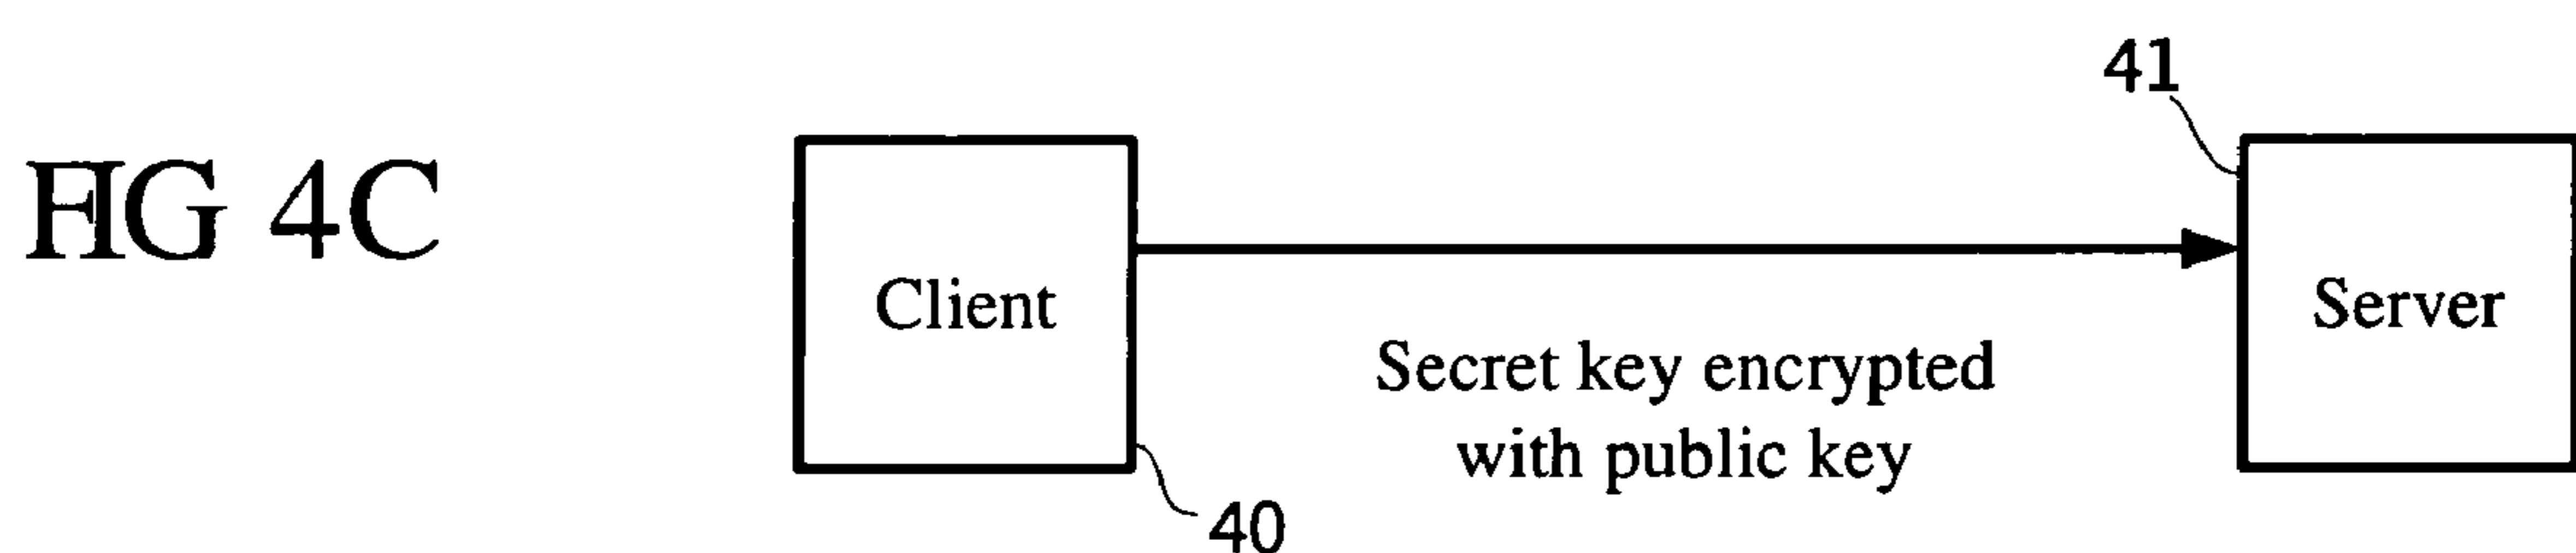 FIG 4C
41
Client
Server
Secret key encrypted
with public key
40